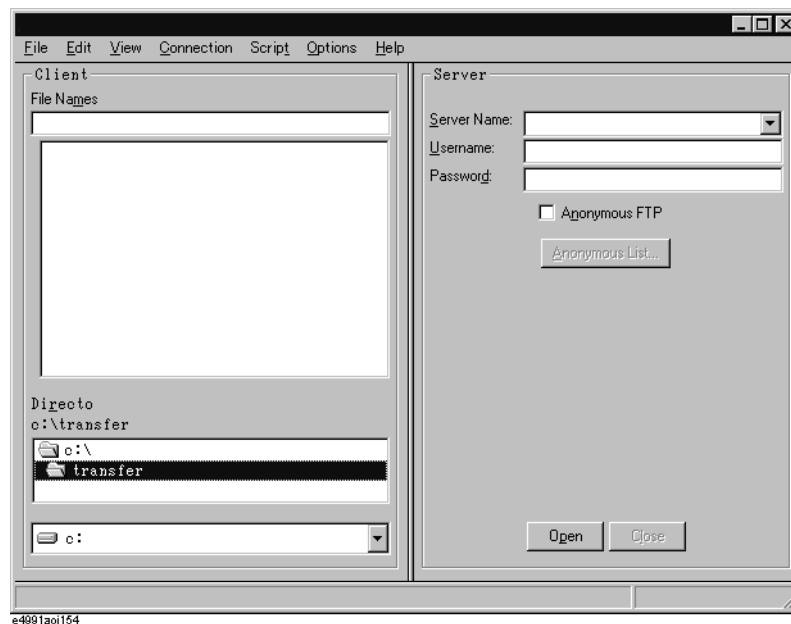 File Edit View Connection Script Options Help
Client
File Names
Directo
c:\transfer
c:\
transfer
c:
Server
Server Name:
Username:
Password:
Anonymous FTP
Anonymous List...
Open Close
e4991aoj154